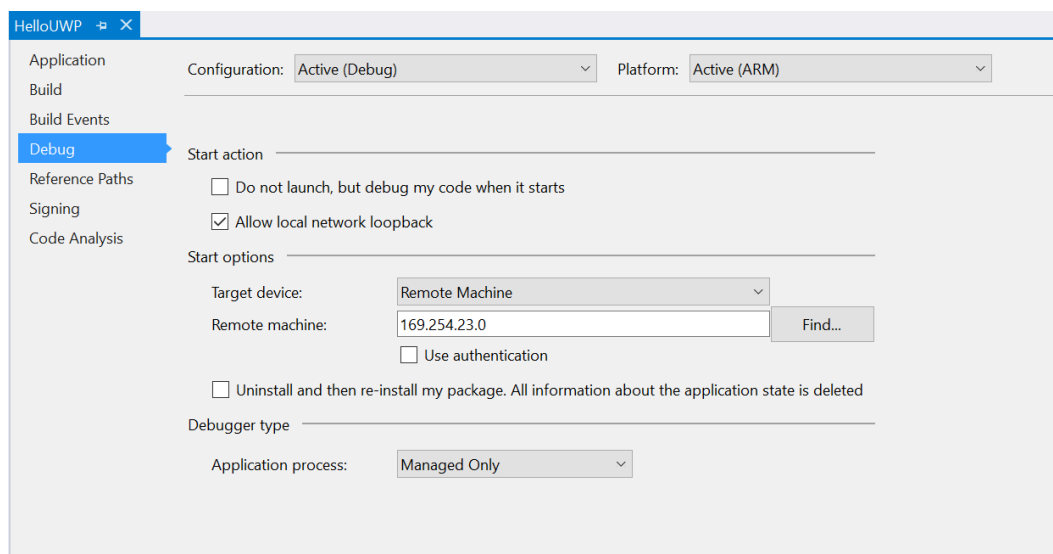 HelloUWP
Application
Build
Build Events
Debug
Reference Paths
Signing
Code Analysis
Configuration: Active (Debug) Platform: Active (ARM)
Start action
Do not launch, but debug my code when it starts
Allow local network loopback
Start options
Target device: Remote Machine
Remote machine: 169.254.23.0 Find...
Use authentication
Uninstall and then re-install my package. All information about the application state is deleted
Debugger type
Application process: Managed Only